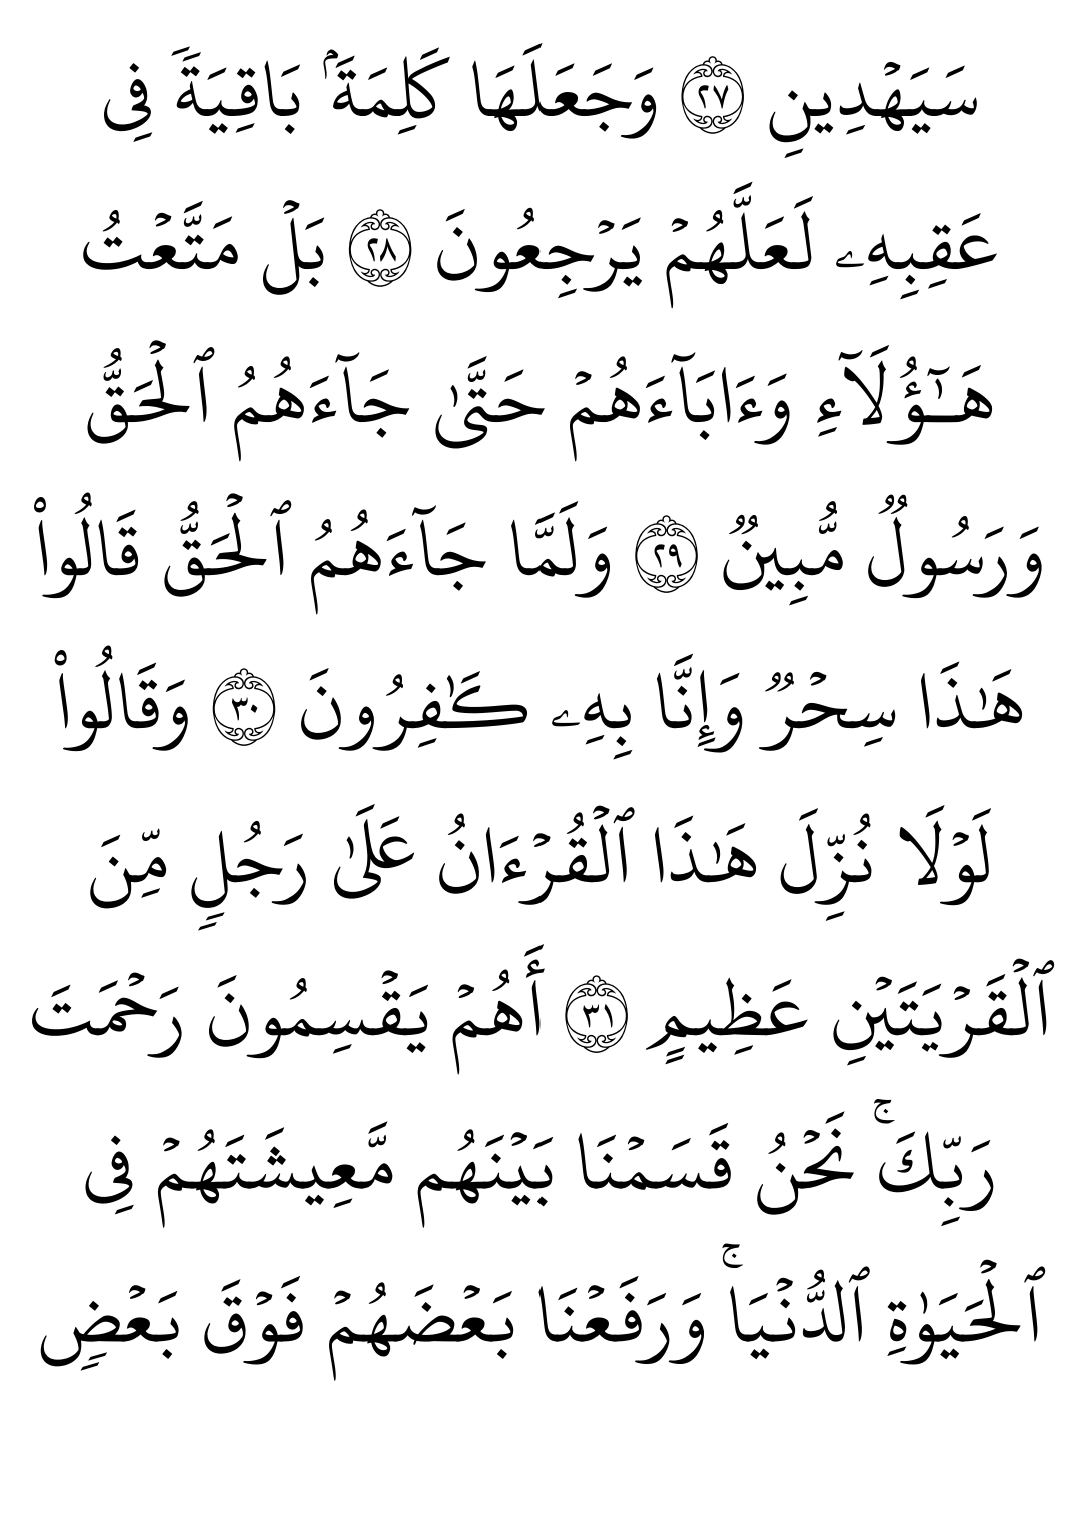 سَيَهۡدِينِ ٢٧ وَجَعَلَهَا كَلِمَةَۢ بَاقِيَةٗ فِي
عَقِبِهِۦ لَعَلَّهُمۡ يَرۡجِعُونَ ٢٨ بَلۡ مَتَّعۡتُ
هَـٰٓؤُلَآءِ وَءَابَآءَهُمۡ حَتَّىٰ جَآءَهُمُ ٱلۡحَقُّ
وَرَسُولٞ مُّبِينٞ ٢٩ وَلَمَّا جَآءَهُمُ ٱلۡحَقُّ قَالُواْ
هَٰذَا سِحۡرٞ وَإِنَّا بِهِۦ كَٰفِرُونَ ٣٠ وَقَالُواْ
لَوۡلَا نُزِّلَ هَٰذَا ٱلۡقُرۡءَانُ عَلَىٰ رَجُلٖ مِّنَ
ٱلۡقَرۡيَتَيۡنِ عَظِيمٍ ٣١ أَهُمۡ يَقۡسِمُونَ رَحۡمَتَ
رَبِّكَۚ نَحۡنُ قَسَمۡنَا بَيۡنَهُم مَّعِيشَتَهُمۡ فِي
ٱلۡحَيَوٰةِ ٱلدُّنۡيَاۚ وَرَفَعۡنَا بَعۡضَهُمۡ فَوۡقَ بَعۡضٖ